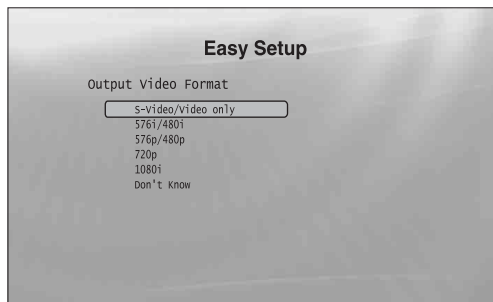 Easy Setup
Output Video Format
S-Video/Video only
576i/480i
576p/480p
720p
1080i
Don't Know